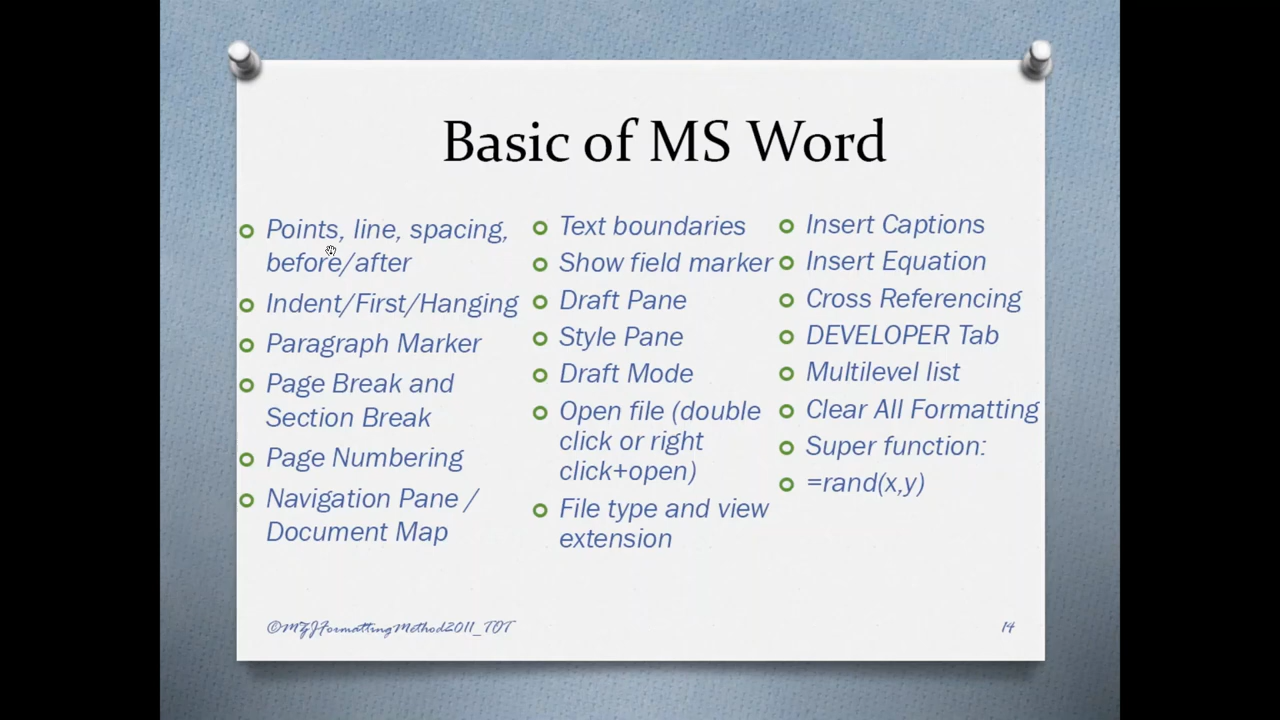 Basic of MS Word
Points, line, spacing,
before/after
Indent/First/Hanging
Paragraph Marker
Page Break and
Section Break
Page Numbering
Navigation Pane /
Document Map
Text boundaries
Show field marker
Draft Pane
Style Pane
Draft Mode
Open file (double
click or right
click+open)
File type and view
extension
Insert Captions
Insert Equation
Cross Referencing
DEVELOPER Tab
Multilevel list
Clear All Formatting
Super function:
=rand(x,y)
©MZJFormattingMethod2011_TOT
14